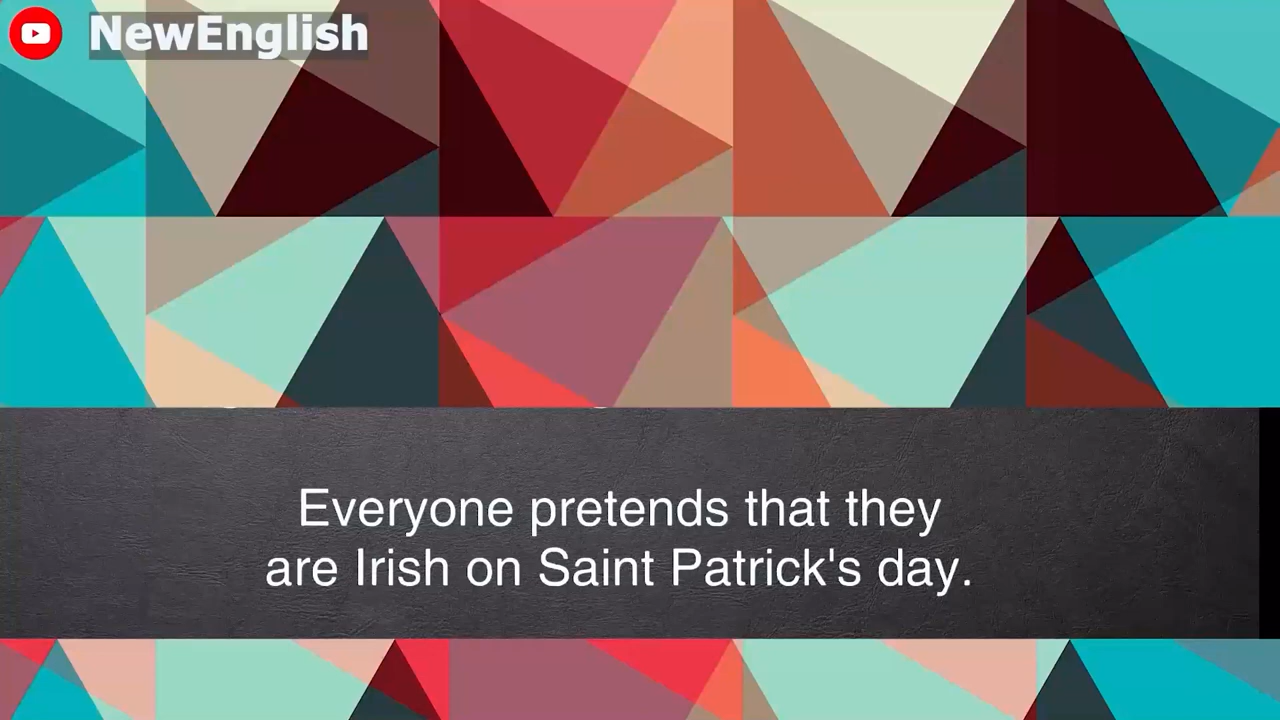 NewEnglish
Everyone pretends that they
are Irish on Saint Patrick's day.